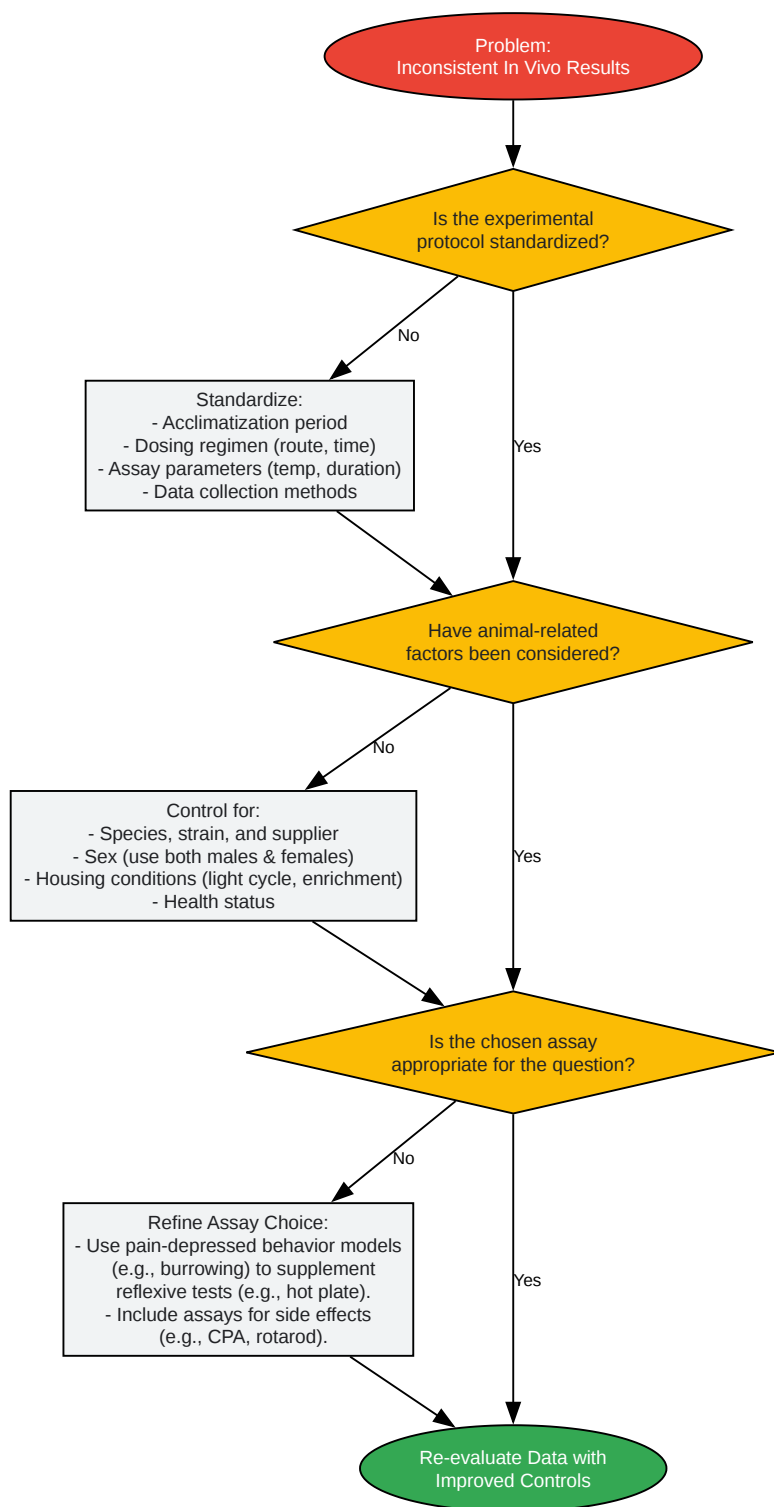 Problem:
Inconsistent In Vivo Results
Is the experimental
protocol standardized?
No
Standardize:
- Acclimatization period
- Dosing regimen (route, time)
- Assay parameters (temp, duration)
- Data collection methods
Yes
Have animal-related
factors been considered?
No
Control for:
- Species, strain, and supplier
- Sex (use both males & females)
- Housing conditions (light cycle, enrichment)
- Health status
Yes
Is the chosen assay
appropriate for the question?
No
Refine Assay Choice:
- Use pain-depressed behavior models
(e.g., burrowing) to supplement
reflexive tests (e.g., hot plate).
- Include assays for side effects
(e.g., CPA, rotarod).
Yes
Re-evaluate Data with
Improved Controls